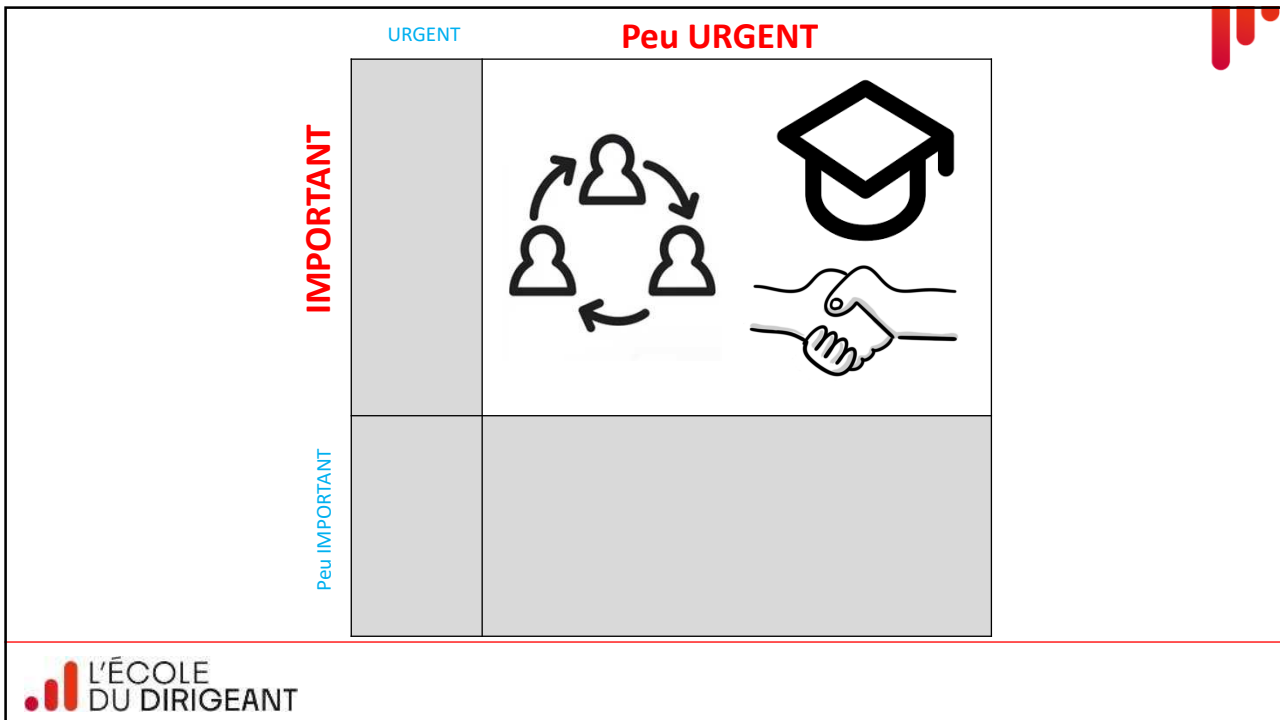 URGENT
Peu URGENT
IMPORTANT
Peu IMPORTANT
L'ÉCOLE
DU DIRIGEANT